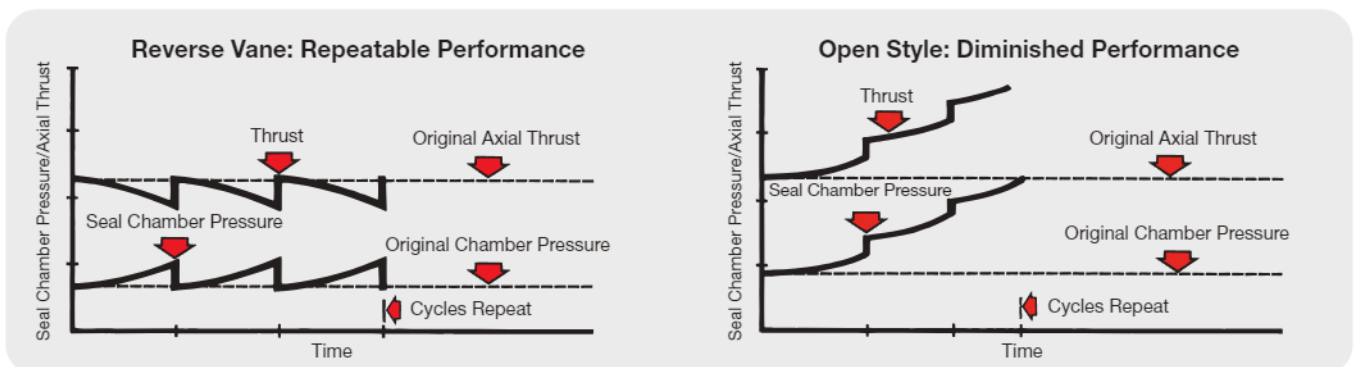 Reverse Vane: Repeatable Performance
Seal Chamber Pressure/Axial Thrust
Thrust
Original Axial Thrust
Seal Chamber Pressure
Original Chamber Pressure
Cycles Repeat
Time
Open Style: Diminished Performance
Seal Chamber Pressure/Axial Thrust
Thrust
Original Axial Thrust
Seal Chamber Pressure
Original Chamber Pressure
Cycles Repeat
Time